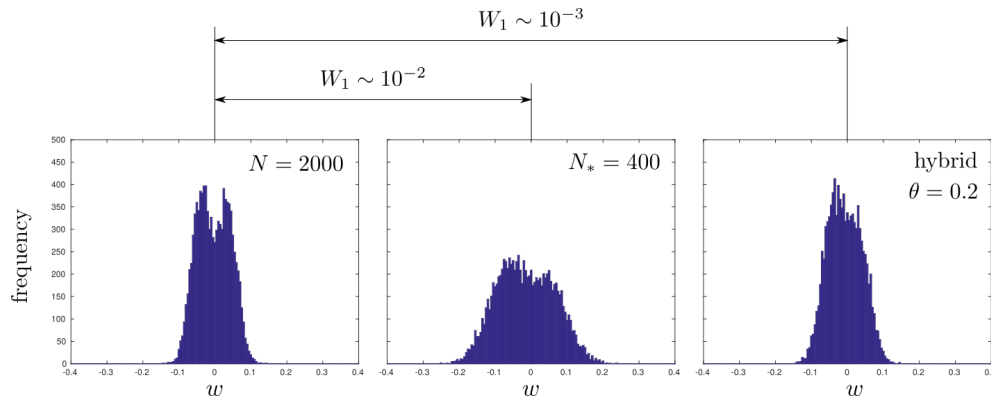 W₁ ~ 10⁻³
W₁ ~ 10⁻²
frequency
500
450
400
350
300
250
200
150
100
50
0
N = 2000
-0.4 -0.3 -0.2 -0.1 0 0.1 0.2 0.3 0.4
w
N* = 400
-0.4 -0.3 -0.2 -0.1 0 0.1 0.2 0.3 0.4
w
hybrid
θ = 0.2
-0.4 -0.3 -0.2 -0.1 0 0.1 0.2 0.3 0.4
w